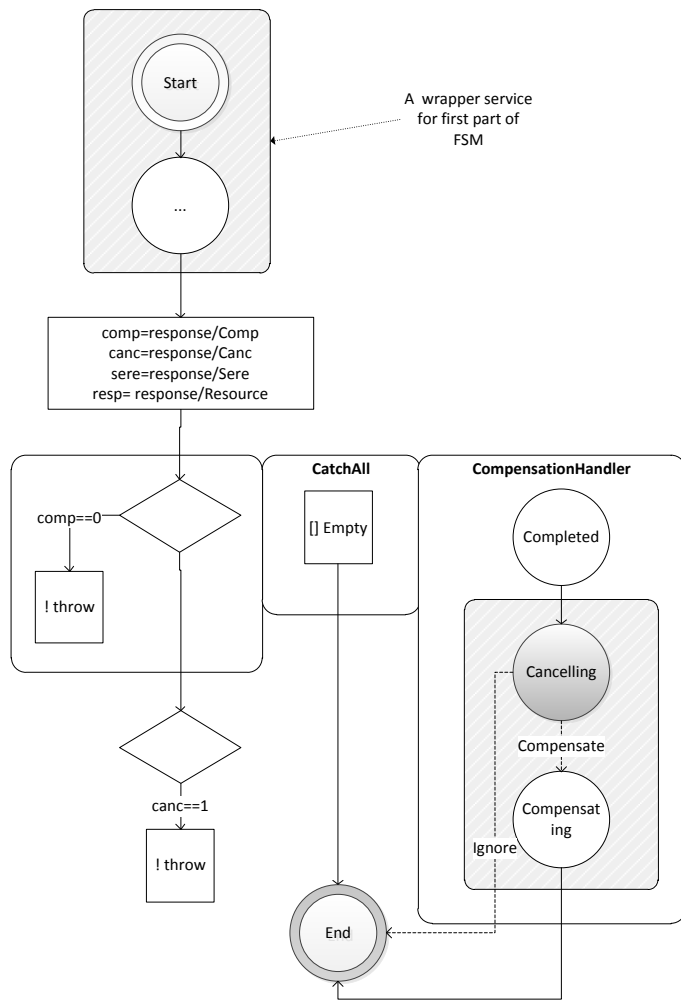 Start
A wrapper service
for first part of
FSM
...
comp=response/Comp
canc=response/Canc
sere=response/Sere
resp= response/Resource
CatchAll
CompensationHandler
comp==0
[] Empty
Completed
! throw
Cancelling
Compensate
canc==1
Compensat
ing
! throw
Ignore
End